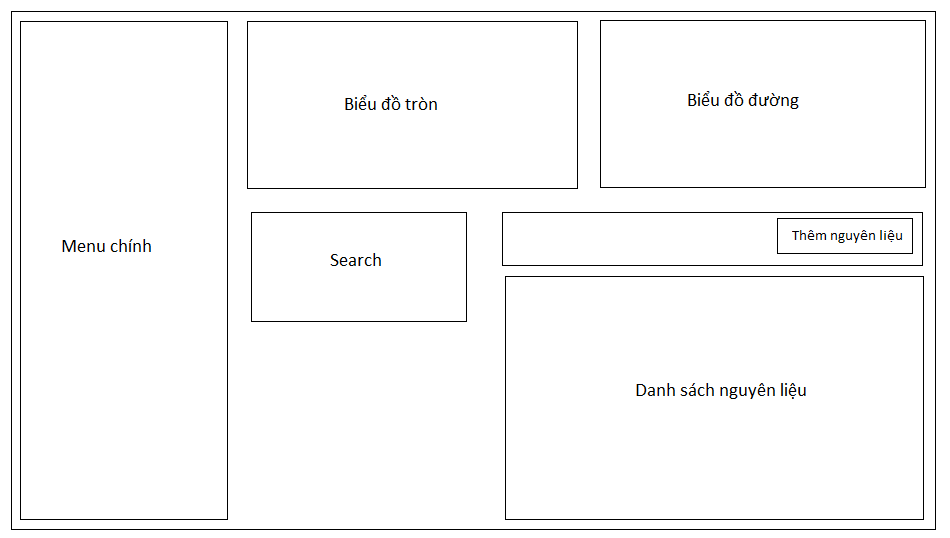 Menu chính
Biểu đồ tròn
Biểu đồ đường
Search
Thêm nguyên liệu
Danh sách nguyên liệu